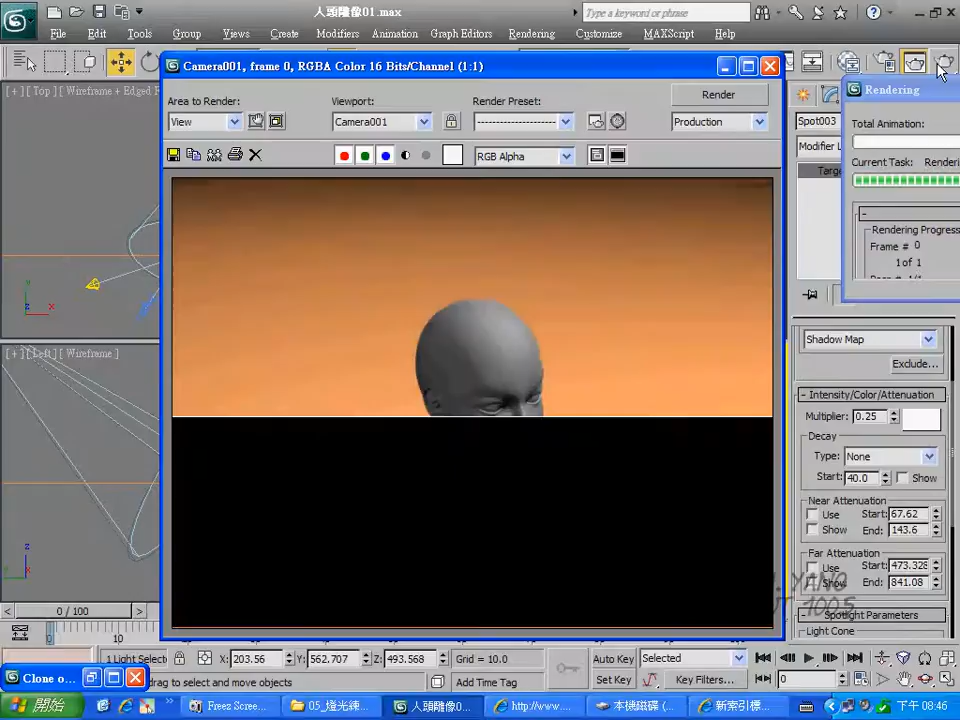 人頭雕像01.max
Type a keyword or phrase
File Edit Tools Group Views Create Modifiers Animation Graph Editors Rendering Customize MAXScript Help
Camera001, frame 0, RGBA Color 16 Bits/Channel (1:1)
[+][Top][Wireframe + Edged F
Rendering
Area to Render:
Viewport:
Render Preset:
Render
View
Camera001
Production
Spot003
Total Animation:
RGB Alpha
Modifier L
Current Task: Renderi
Targ
Rendering Progress
Frame # 0
1 of 1
Shadow Map
[+][Left][Wireframe]
Exclude...
Intensity/Color/Attenuation
Multiplier: 0.25
Decay
Type: None
Start: 40.0 Show
Near Attenuation
Use Start: 67.62
Show End: 143.6
Far Attenuation
Use Start: 473.328
Show End: 841.08
YANG
1005
Spotlight Parameters
Light Cone
0 / 100
10
1 Light Select
X: 203.56 Y: 562.707 Z: 493.568 Grid = 10.0
Auto Key Selected
Clone o...
drag to select and move objects
Add Time Tag
Set Key Key Filters... 0
開始
Freez Scree...
05_燈光練...
人頭雕像0...
http://www....
本機磁碟 (...
新索引標...
下午 08:46